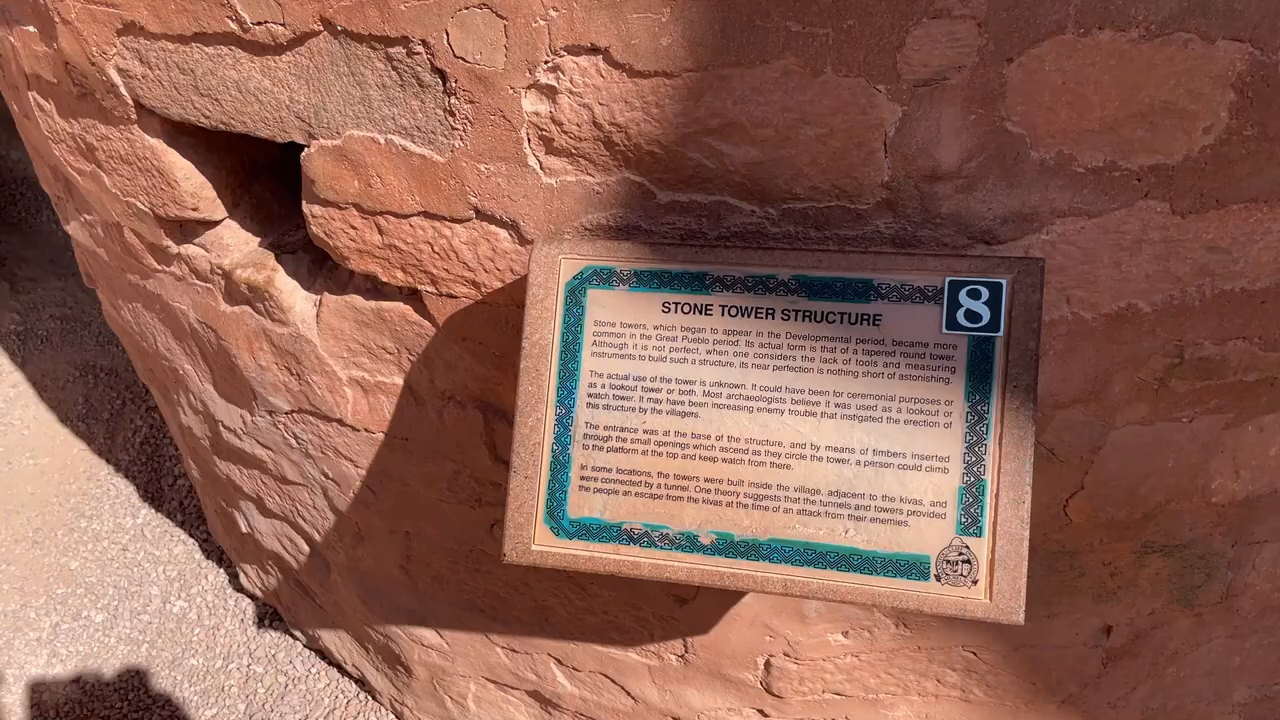 STONE TOWER STRUCTURE
8
Stone towers, which began to appear in the Developmental period, became more
common in the Great Pueblo period. Its actual form is that of a tapered round tower.
Although it is not perfect, when one considers the lack of tools and measuring
instruments to build such a structure, its near perfection is nothing short of astonishing.
The actual use of the tower is unknown. It could have been for ceremonial purposes or
as a lookout tower or both. Most archaeologists believe it was used as a lookout or
watch tower. It may have been increasing enemy trouble that instigated the erection of
this structure by the villagers.
The entrance was at the base of the structure, and by means of timbers inserted
through the small openings which ascend as they circle the tower, a person could climb
to the platform at the top and keep watch from there.
In some locations, the towers were built inside the village, adjacent to the kivas, and
were connected by a tunnel. One theory suggests that the tunnels and towers provided
the people an escape from the kivas at the time of an attack from their enemies.